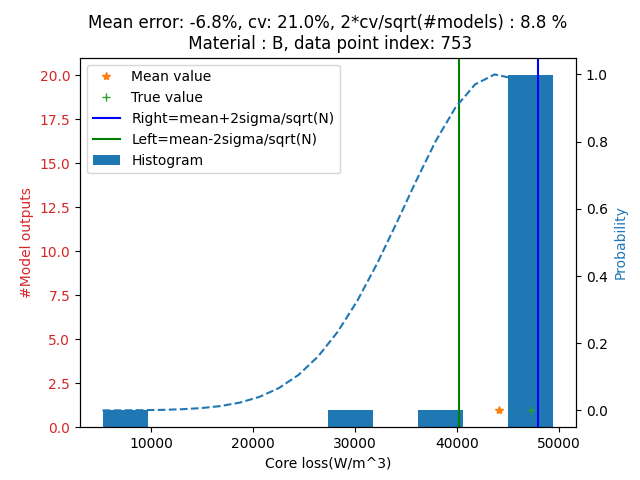 Mean error: -6.8%, cv: 21.0%, 2*cv/sqrt(#models) : 8.8 %
Material : B, data point index: 753
Mean value
True value
Right=mean+2sigma/sqrt(N)
Left=mean-2sigma/sqrt(N)
Histogram
#Model outputs
20.0
17.5
15.0
12.5
10.0
7.5
5.0
2.5
0.0
1.0
0.8
0.6
0.4
0.2
0.0
Probability
10000 20000 30000 40000 50000
Core loss(W/m^3)